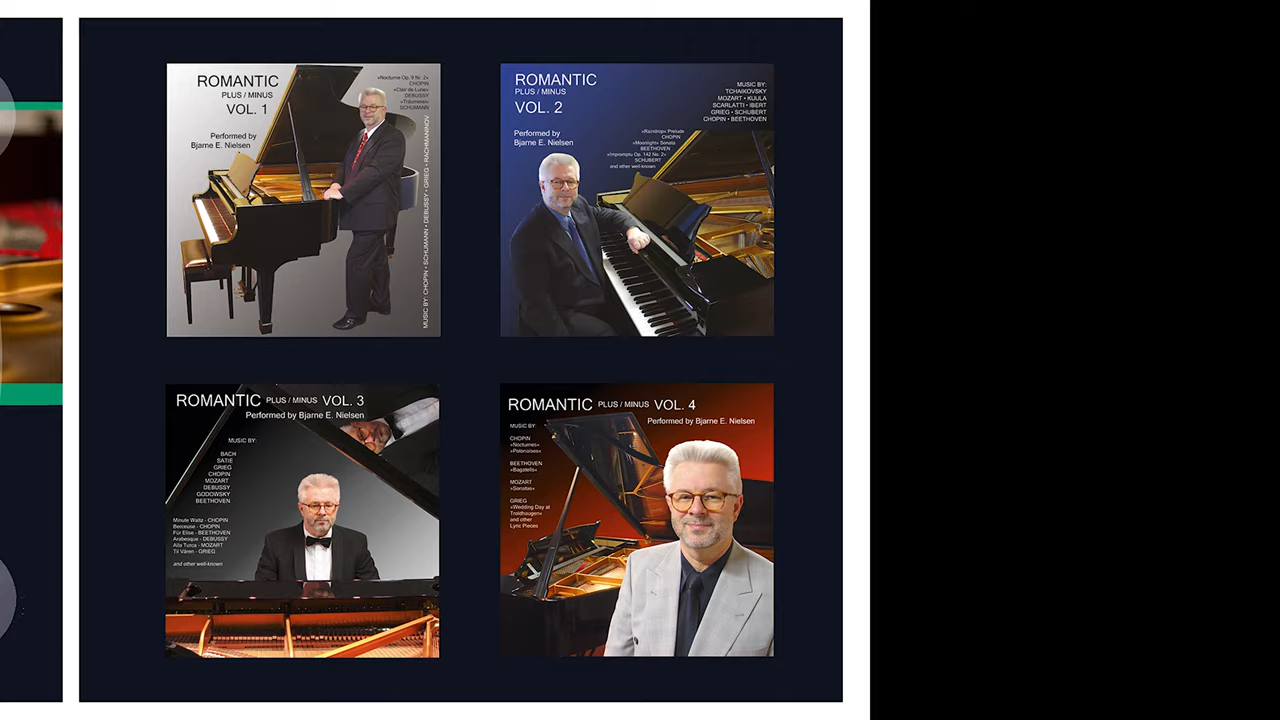 ROMANTIC
PLUS / MINUS
VOL. 1
Performed by
Bjarne E. Nielsen
»Nocturne Op. 9 Nr. 2«
CHOPIN
»Clair de Lune«
DEBUSSY
»Träumerei«
SCHUMANN
MUSIC BY: CHOPIN • SCHUMANN • DEBUSSY • GRIEG • RACHMANINOV
ROMANTIC
PLUS / MINUS
VOL. 2
Performed by
Bjarne E. Nielsen
MUSIC BY:
TCHAIKOVSKY
MOZART • KUULA
SCARLATTI • IBERT
GRIEG • SCHUBERT
CHOPIN • BEETHOVEN
»Raindrop« Prelude
CHOPIN
»Moonlight« Sonata
BEETHOVEN
»Impromptu Op. 142 No. 2«
SCHUBERT
and other well-known
ROMANTIC PLUS / MINUS VOL. 3
Performed by Bjarne E. Nielsen
MUSIC BY:
BACH
SATIE
GRIEG
CHOPIN
MOZART
DEBUSSY
GODOWSKY
BEETHOVEN
Minute Waltz - CHOPIN
Berceuse - CHOPIN
Für Elise - BEETHOVEN
Arabesque - DEBUSSY
Alla Turca - MOZART
Til Våren - GRIEG
and other well-known
ROMANTIC PLUS / MINUS VOL. 4
Performed by Bjarne E. Nielsen
MUSIC BY:
CHOPIN
»Nocturnes«
»Polonaises«
BEETHOVEN
»Bagatells«
MOZART
»Sonatas«
GRIEG
»Wedding Day at
Troldhaugen«
and other
Lyric Pieces